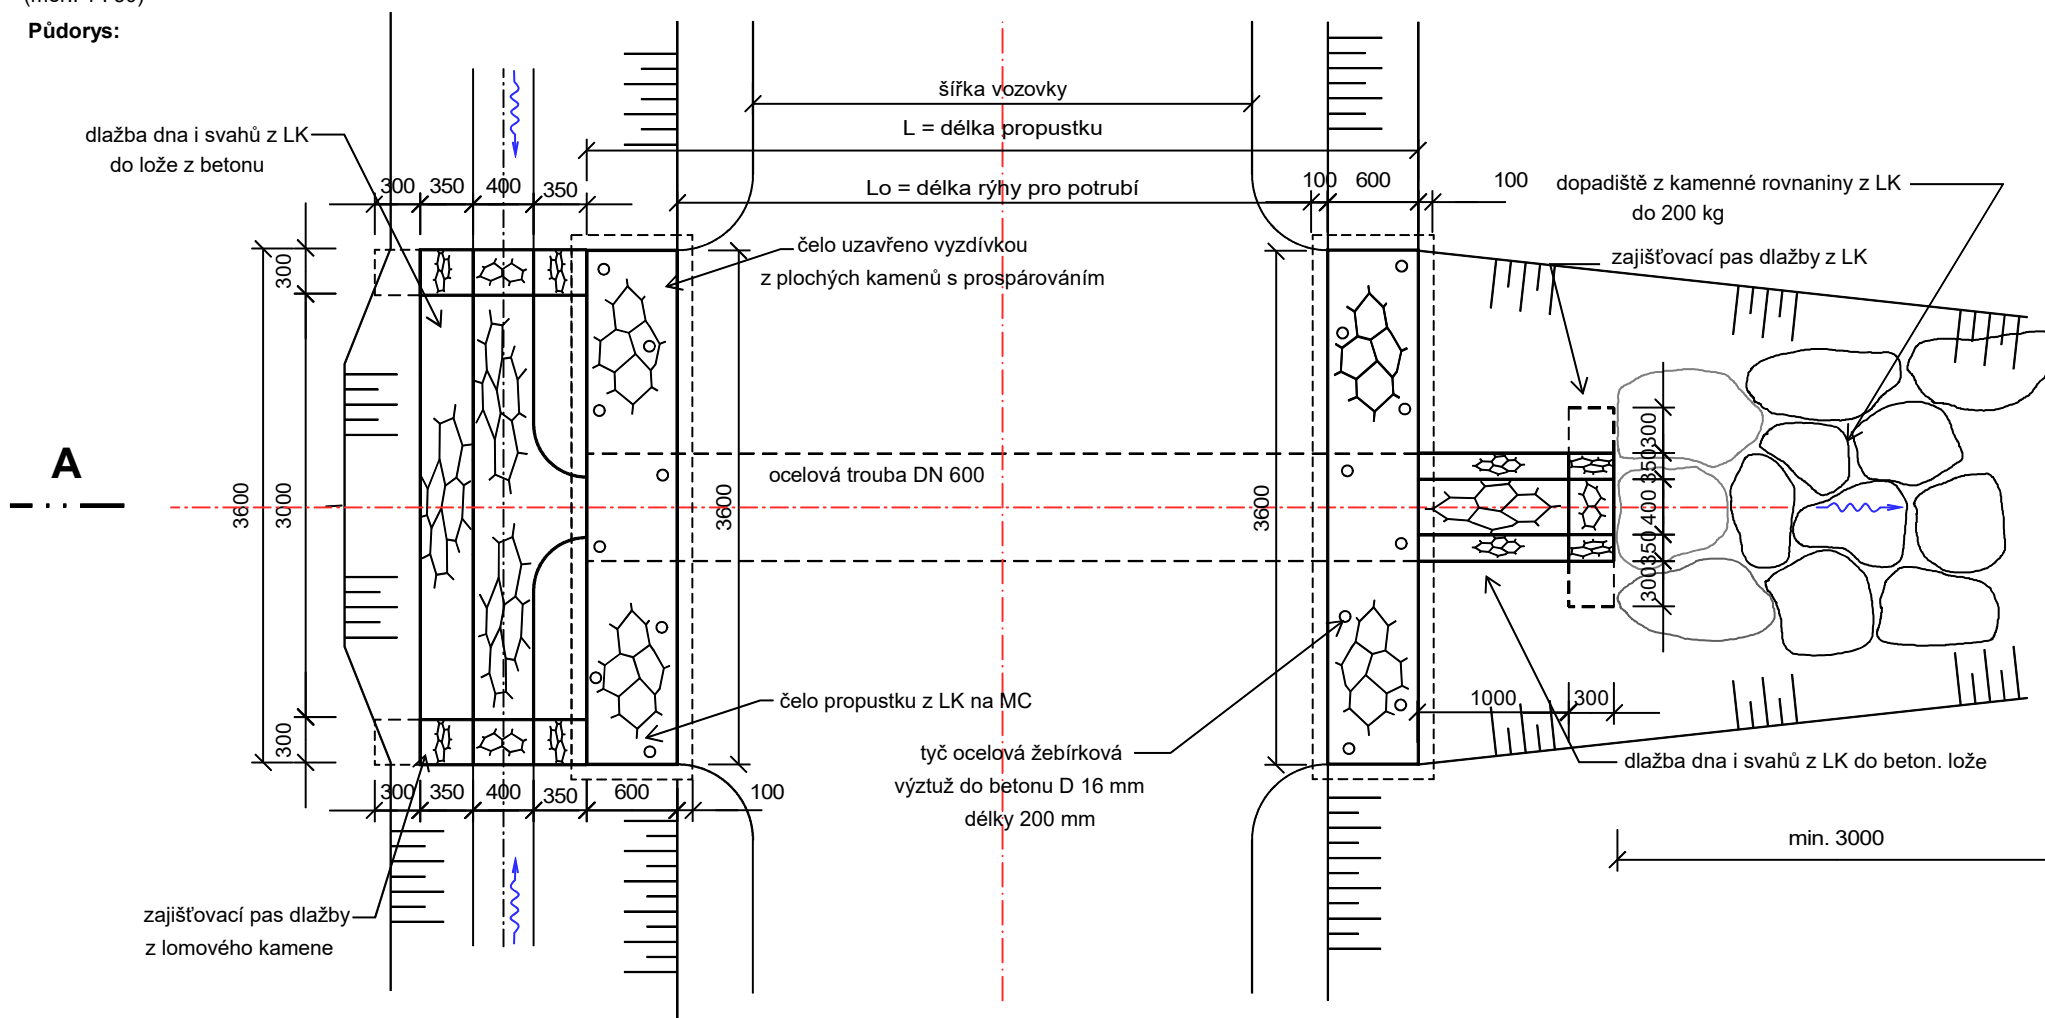 Půdorys:
šířka vozovky
L = délka propustku
dlažba dna i svahů z LK
do lože z betonu
300 350 400 350
Lo = délka rýhy pro potrubí
100 600 100
dopadiště z kamenné rovnaniny z LK
do 200 kg
čelo uzavřeno vyzdívkou
z plochých kamenů s prospárováním
zajišťovací pas dlažby z LK
300
300
A
ocelová trouba DN 600
350
3600
3000
3600
3600
400
350
300
čelo propustku z LK na MC
1000 300
300
tyč ocelová žebírková
výztuž do betonu D 16 mm
délky 200 mm
dlažba dna i svahů z LK do beton. lože
300 350 400 350 600 100
min. 3000
zajišťovací pas dlažby
z lomového kamene